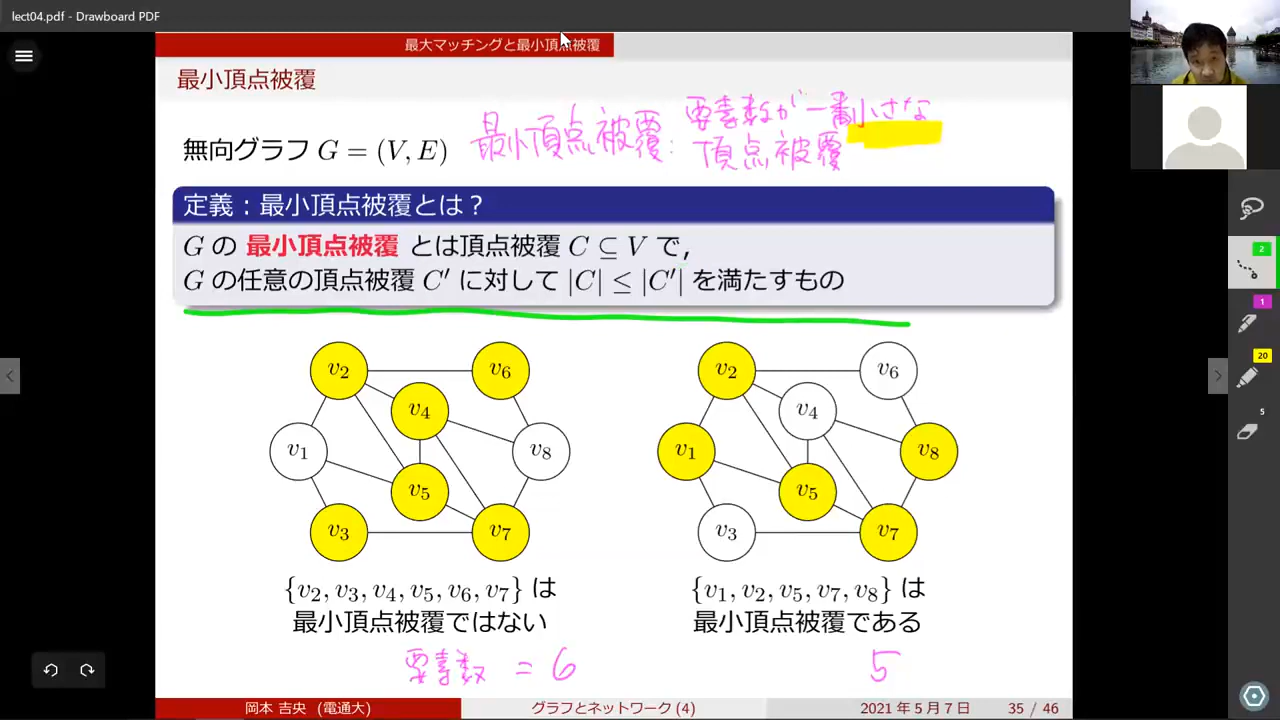 lect04.pdf - Drawboard PDF
最大マッチングと最小頂点被覆
最小頂点被覆
無向グラフ G = (V, E)
最小頂点被覆: 要素数が一番小さな
頂点被覆
定義：最小頂点被覆とは？
G の 最小頂点被覆 とは頂点被覆 C ⊆ V で,
G の任意の頂点被覆 C′ に対して |C| ≤ |C′| を満たすもの
v2 v6
v4
v1 v8
v5
v3 v7
{v2, v3, v4, v5, v6, v7} は
最小頂点被覆ではない
要素数 = 6
v2 v6
v4
v1 v8
v5
v3 v7
{v1, v2, v5, v7, v8} は
最小頂点被覆である
5
岡本 吉央 (電通大) グラフとネットワーク (4) 2021 年 5 月 7 日 35 / 46
2
1
20
5